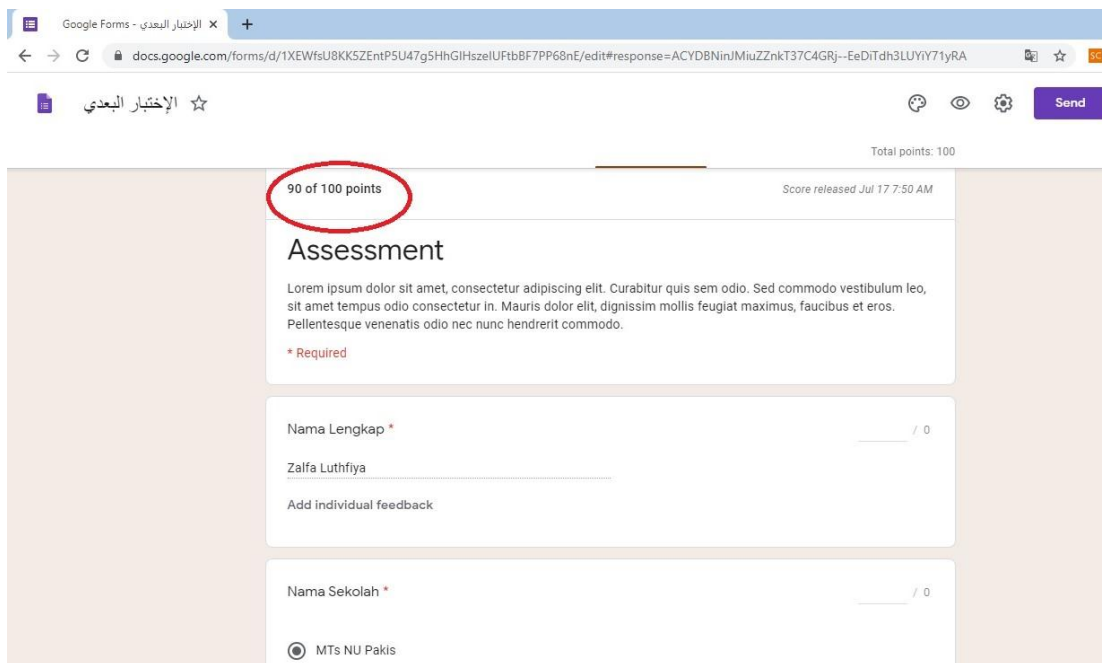 الإختبار البعدي - Google Forms
docs.google.com/forms/d/1XEWfsU8KK5ZEntP5U47g5HhGIHszelUFtbBF7PP68nE/edit#response=ACYDBNinJMiuZZnkT37C4GRj--EeDiTdh3LUYiY71yRA
SC
الإختبار البعدي
Send
Total points: 100
90 of 100 points
Score released Jul 17 7:50 AM
Assessment
Lorem ipsum dolor sit amet, consectetur adipiscing elit. Curabitur quis sem odio. Sed commodo vestibulum leo,
sit amet tempus odio consectetur in. Mauris dolor elit, dignissim mollis feugiat maximus, faucibus et eros.
Pellentesque venenatis odio nec nunc hendrerit commodo.
* Required
Nama Lengkap *
/ 0
Zalfa Luthfiya
Add individual feedback
Nama Sekolah *
/ 0
MTs NU Pakis